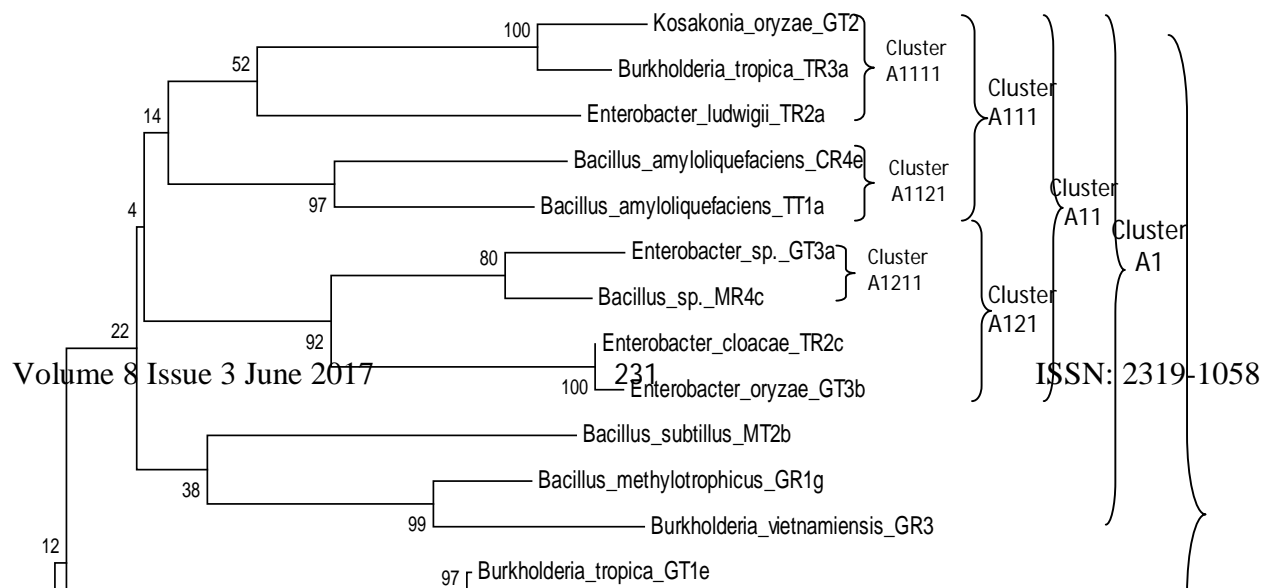 Kosakonia_oryzae_GT2
100
Cluster
A1111
52
Burkholderia_tropica_TR3a
Cluster
A111
14
Enterobacter_ludwigii_TR2a
Bacillus_amyloliquefaciens_CR4e
Cluster
A1121
97
Bacillus_amyloliquefaciens_TT1a
Cluster
A11
4
Cluster
A1
80
Enterobacter_sp._GT3a
Cluster
A1211
Bacillus_sp._MR4c
Cluster
A121
22
92
Enterobacter_cloacae_TR2c
Volume 8 Issue 3 June 2017 231 ISSN: 2319-1058
100
Enterobacter_oryzae_GT3b
Bacillus_subtillus_MT2b
38
Bacillus_methylotrophicus_GR1g
99
Burkholderia_vietnamiensis_GR3
12
97
Burkholderia_tropica_GT1e